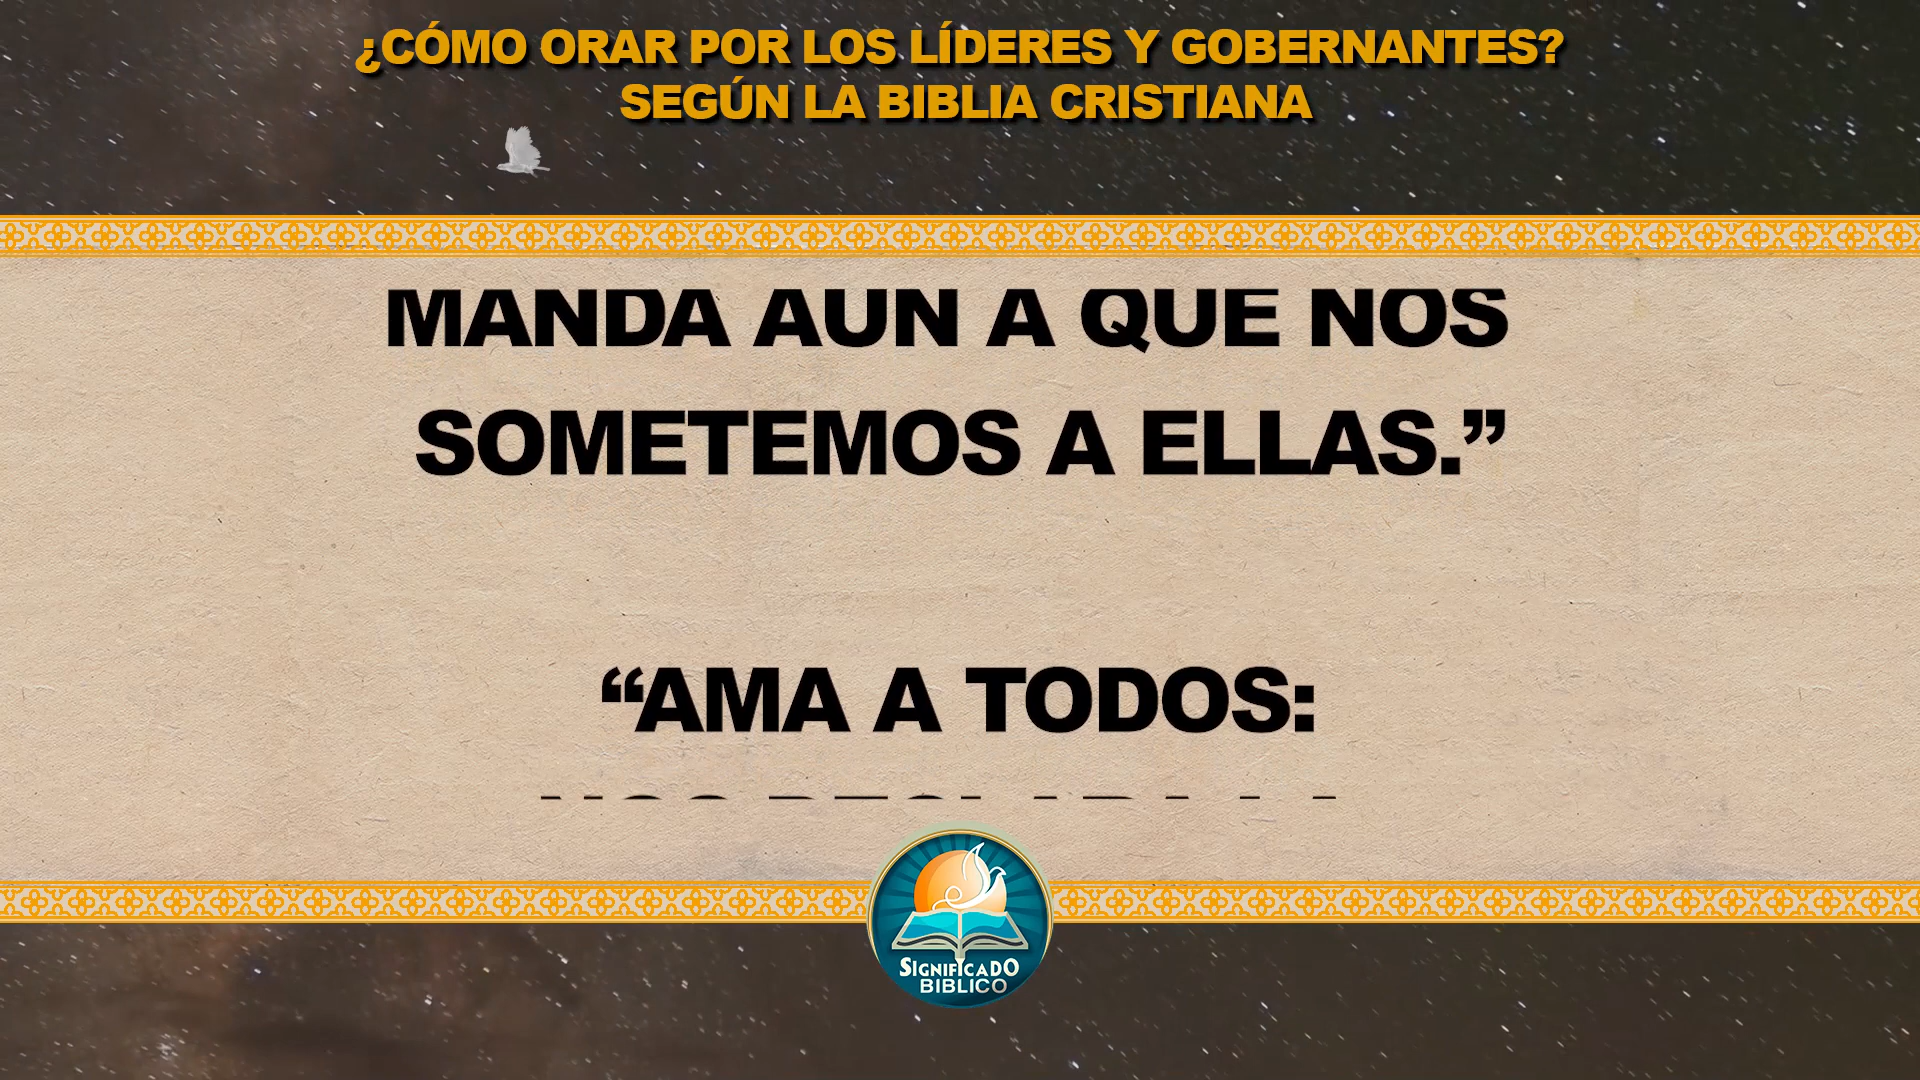 ¿CÓMO ORAR POR LOS LÍDERES Y GOBERNANTES?
SEGÚN LA BIBLIA CRISTIANA
MANDA AUN A QUE NOS
SOMETEMOS A ELLAS.”
“AMA A TODOS:
SIGNIFICADO
BIBLICO